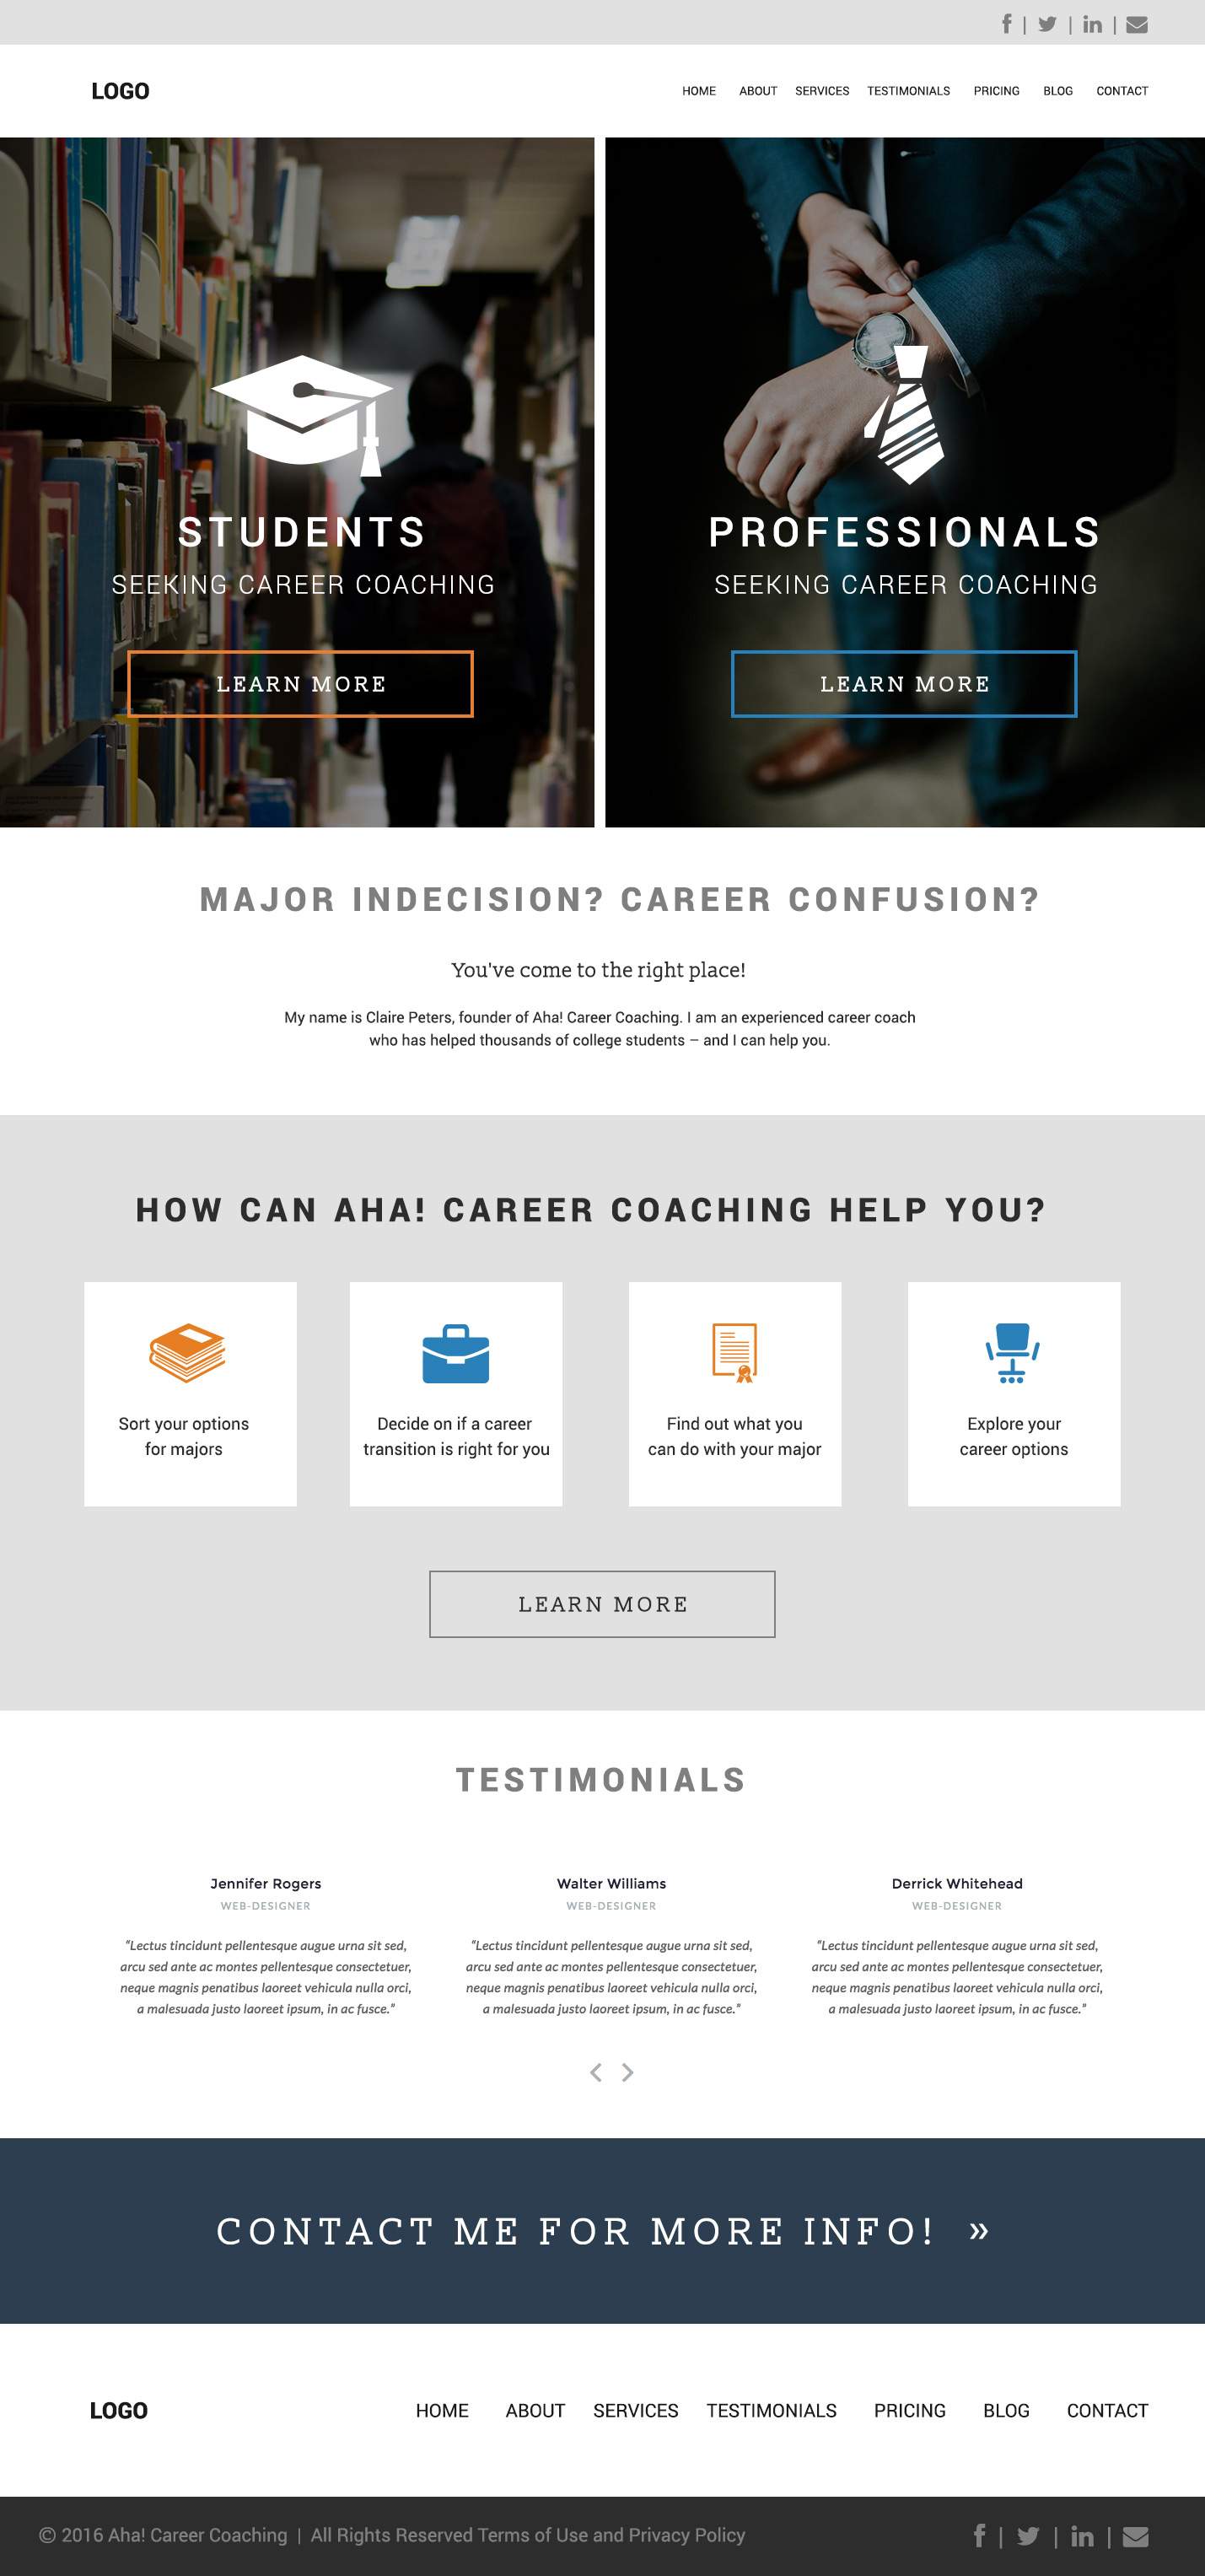 f | | in |
LOGO
HOME ABOUT SERVICES TESTIMONIALS PRICING BLOG CONTACT
STUDENTS
SEEKING CAREER COACHING
LEARN MORE
PROFESSIONALS
SEEKING CAREER COACHING
LEARN MORE
MAJOR INDECISION? CAREER CONFUSION?
You've come to the right place!
My name is Claire Peters, founder of Aha! Career Coaching. I am an experienced career coach
who has helped thousands of college students – and I can help you.
HOW CAN AHA! CAREER COACHING HELP YOU?
Sort your options
for majors
Decide on if a career
transition is right for you
Find out what you
can do with your major
Explore your
career options
LEARN MORE
TESTIMONIALS
Jennifer Rogers
WEB-DESIGNER
"Lectus tincidunt pellentesque augue urna sit sed,
arcu sed ante ac montes pellentesque consectetuer,
neque magnis penatibus laoreet vehicula nulla orci,
a malesuada justo laoreet ipsum, in ac fusce."
Walter Williams
WEB-DESIGNER
"Lectus tincidunt pellentesque augue urna sit sed,
arcu sed ante ac montes pellentesque consectetuer,
neque magnis penatibus laoreet vehicula nulla orci,
a malesuada justo laoreet ipsum, in ac fusce."
Derrick Whitehead
WEB-DESIGNER
"Lectus tincidunt pellentesque augue urna sit sed,
arcu sed ante ac montes pellentesque consectetuer,
neque magnis penatibus laoreet vehicula nulla orci,
a malesuada justo laoreet ipsum, in ac fusce."
CONTACT ME FOR MORE INFO! »
LOGO
HOME ABOUT SERVICES TESTIMONIALS PRICING BLOG CONTACT
© 2016 Aha! Career Coaching | All Rights Reserved Terms of Use and Privacy Policy
f | | in |